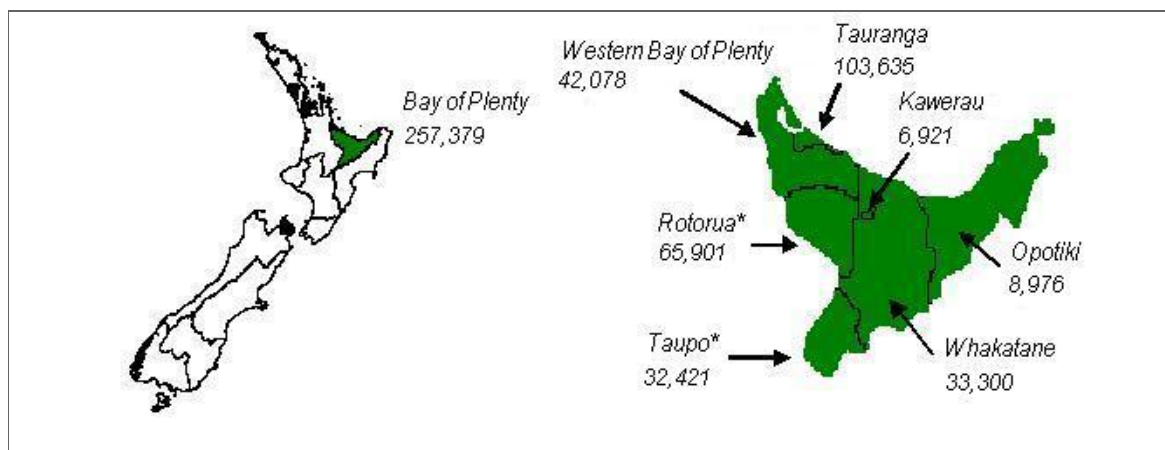 Bay of Plenty
257,379
Western Bay of Plenty
42,078
Tauranga
103,635
Kawerau
6,921
Rotorua*
65,901
Opotiki
8,976
Taupo*
32,421
Whakatane
33,300